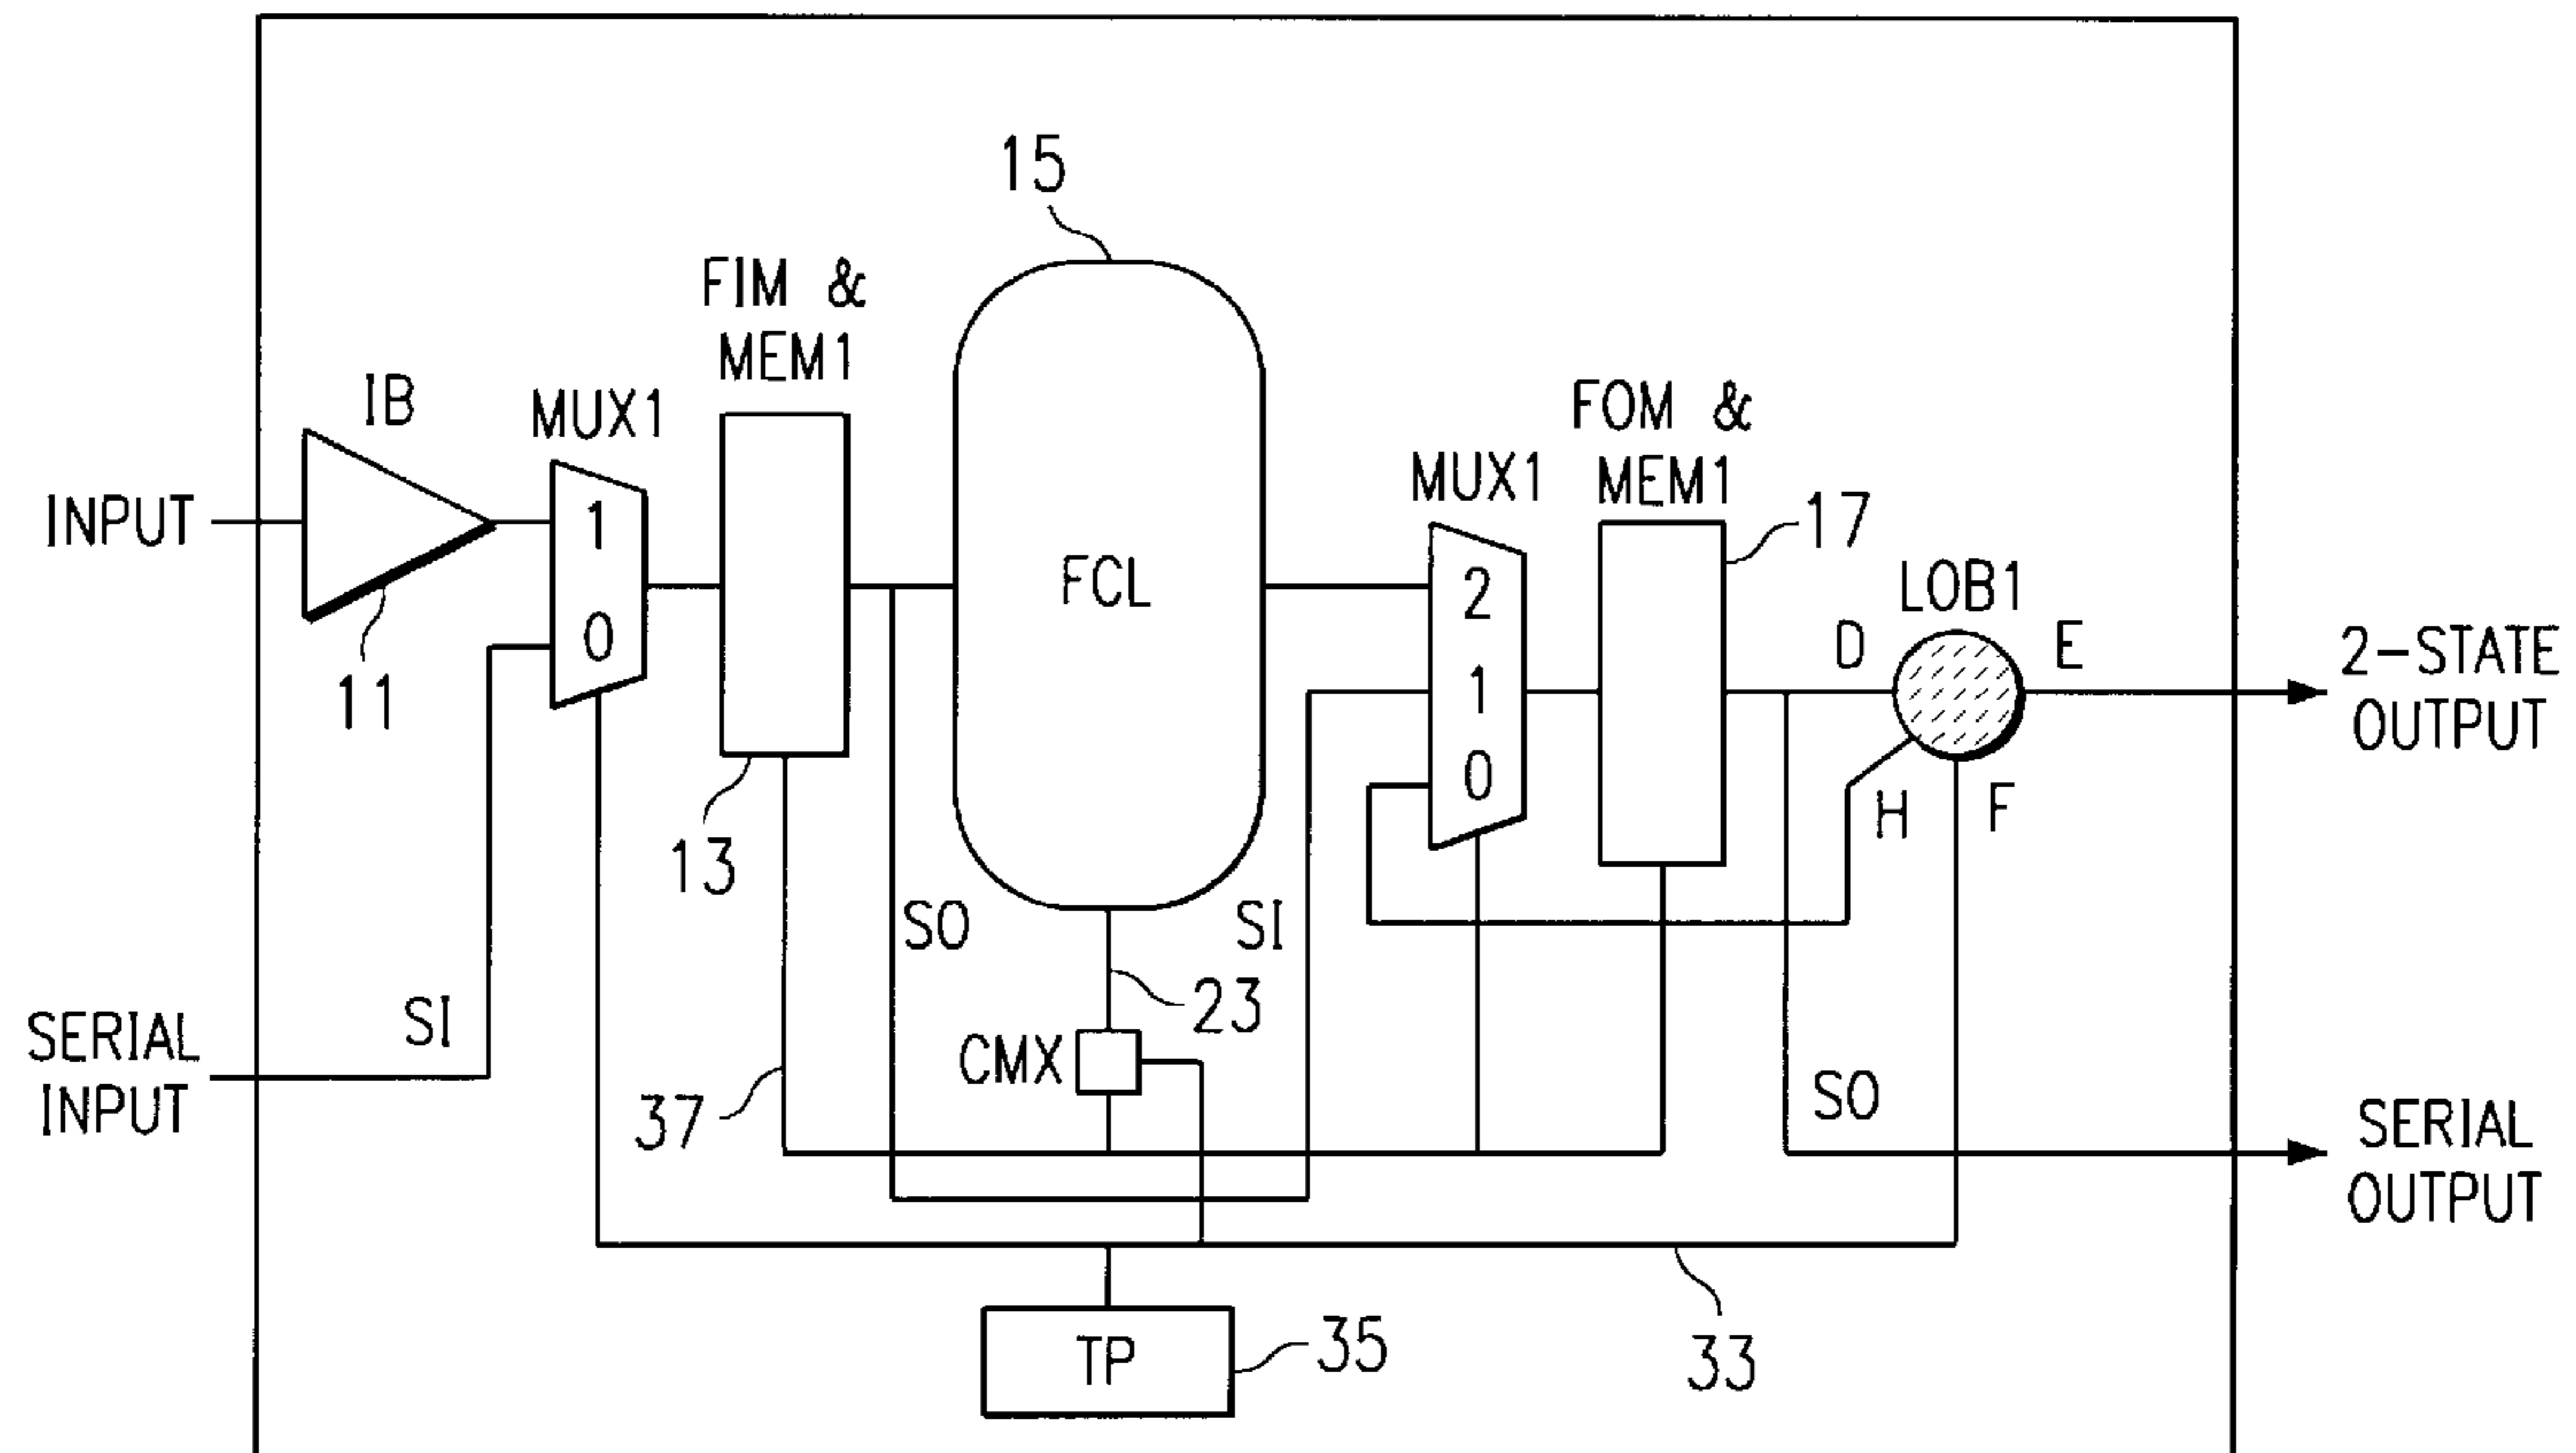 15
FIM &
MEM1
IB
MUX1
FOM &
MEM1
MUX1
17
INPUT
1
0
FCL
2
1
0
LOB1
D
E
H
F
2-STATE
OUTPUT
11
13
SO
SI
23
SI
CMX
37
SERIAL
INPUT
SO
SERIAL
OUTPUT
TP
35
33